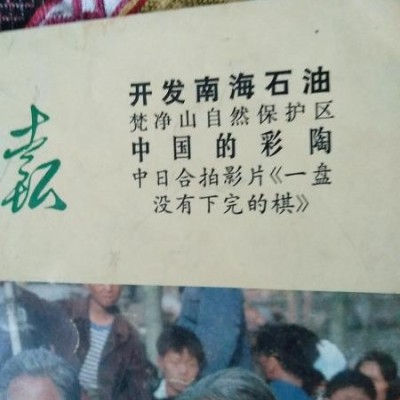 报
开发南海石油
梵净山自然保护区
中国的彩陶
中日合拍影片《一盘
没有下完的棋》